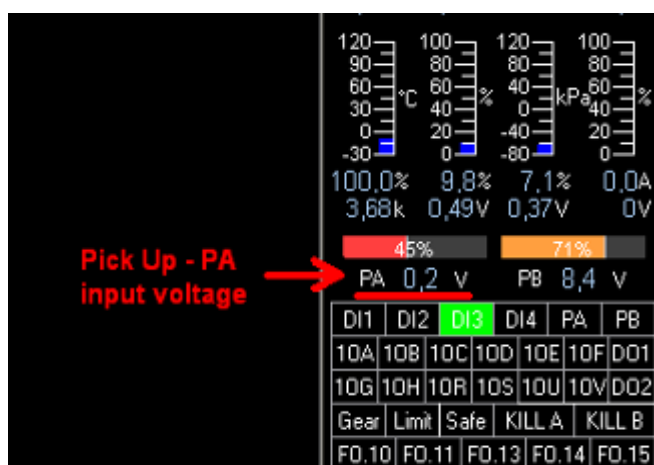 120 100 120 100
90 80 80 80
60 °C 60 % 40 kPa 60 %
30 40 0 40
0 20 -40 20
-30 0 -80 0
100,0% 9,8% 7,1% 0,0A
3,68k 0,49V 0,37V 0V
45% 71%
Pick Up - PA
input voltage
PA 0,2 V PB 8,4 V
DI1 DI2 DI3 DI4 PA PB
10A 10B 10C 10D 10E 10F DO1
10G 10H 10R 10S 10U 10V DO2
Gear Limit Safe KILL A KILL B
F0.10 F0.11 F0.13 F0.14 F0.15